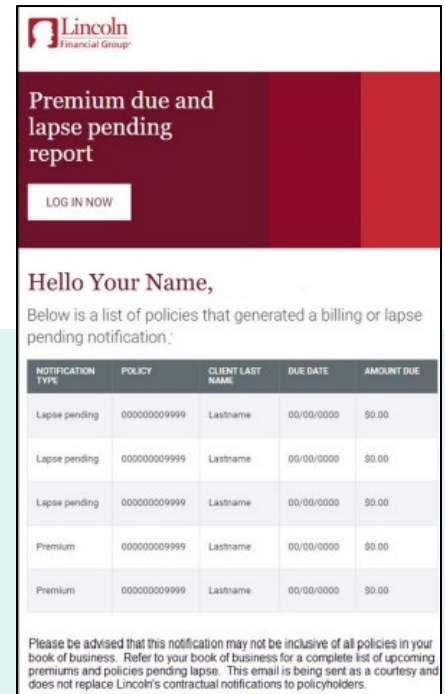 Lincoln
Financial Group®
Premium due and
lapse pending
report
LOG IN NOW
Hello Your Name,
Below is a list of policies that generated a billing or lapse
pending notification.
NOTIFICATION TYPE POLICY CLIENT LAST NAME DUE DATE AMOUNT DUE
Lapse pending 000000009999 Lastname 00/00/0000 $0.00
Lapse pending 000000009999 Lastname 00/00/0000 $0.00
Lapse pending 000000009999 Lastname 00/00/0000 $0.00
Premium 000000009999 Lastname 00/00/0000 $0.00
Premium 000000009999 Lastname 00/00/0000 $0.00
Please be advised that this notification may not be inclusive of all policies in your
book of business. Refer to your book of business for a complete list of upcoming
premiums and policies pending lapse. This email is being sent as a courtesy and
does not replace Lincoln's contractual notifications to policyholders.